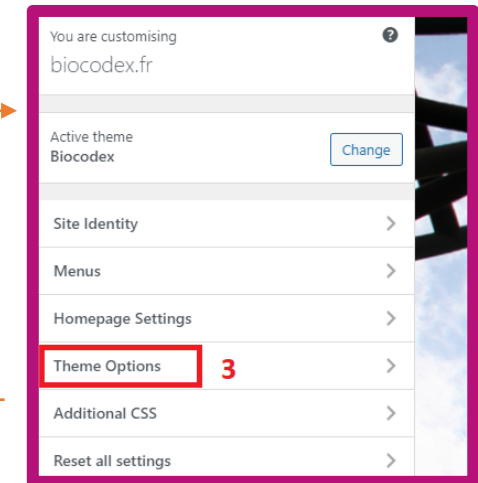 You are customising
biocodex.fr
Active theme
Biocodex
Change
Site Identity
Menus
Homepage Settings
Theme Options
3
Additional CSS
Reset all settings